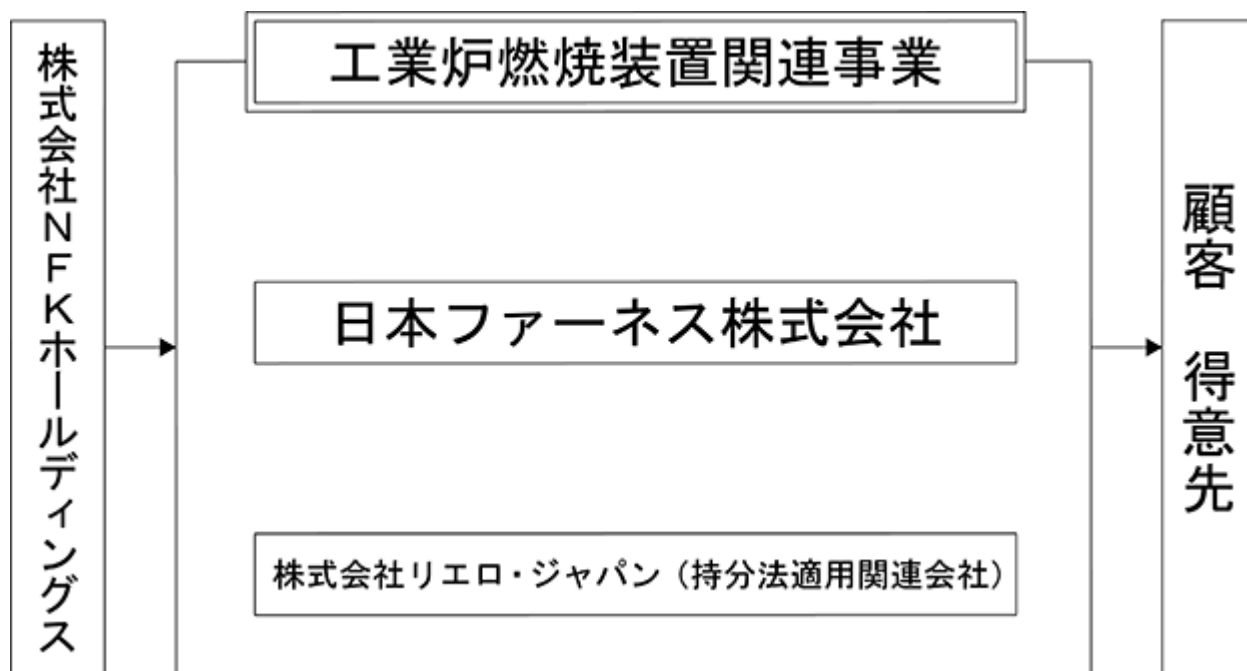 株式会社ＮＦＫホールディングス
工業炉燃焼装置関連事業
日本ファーネス株式会社
株式会社リエロ・ジャパン（持分法適用関連会社）
顧客　得意先